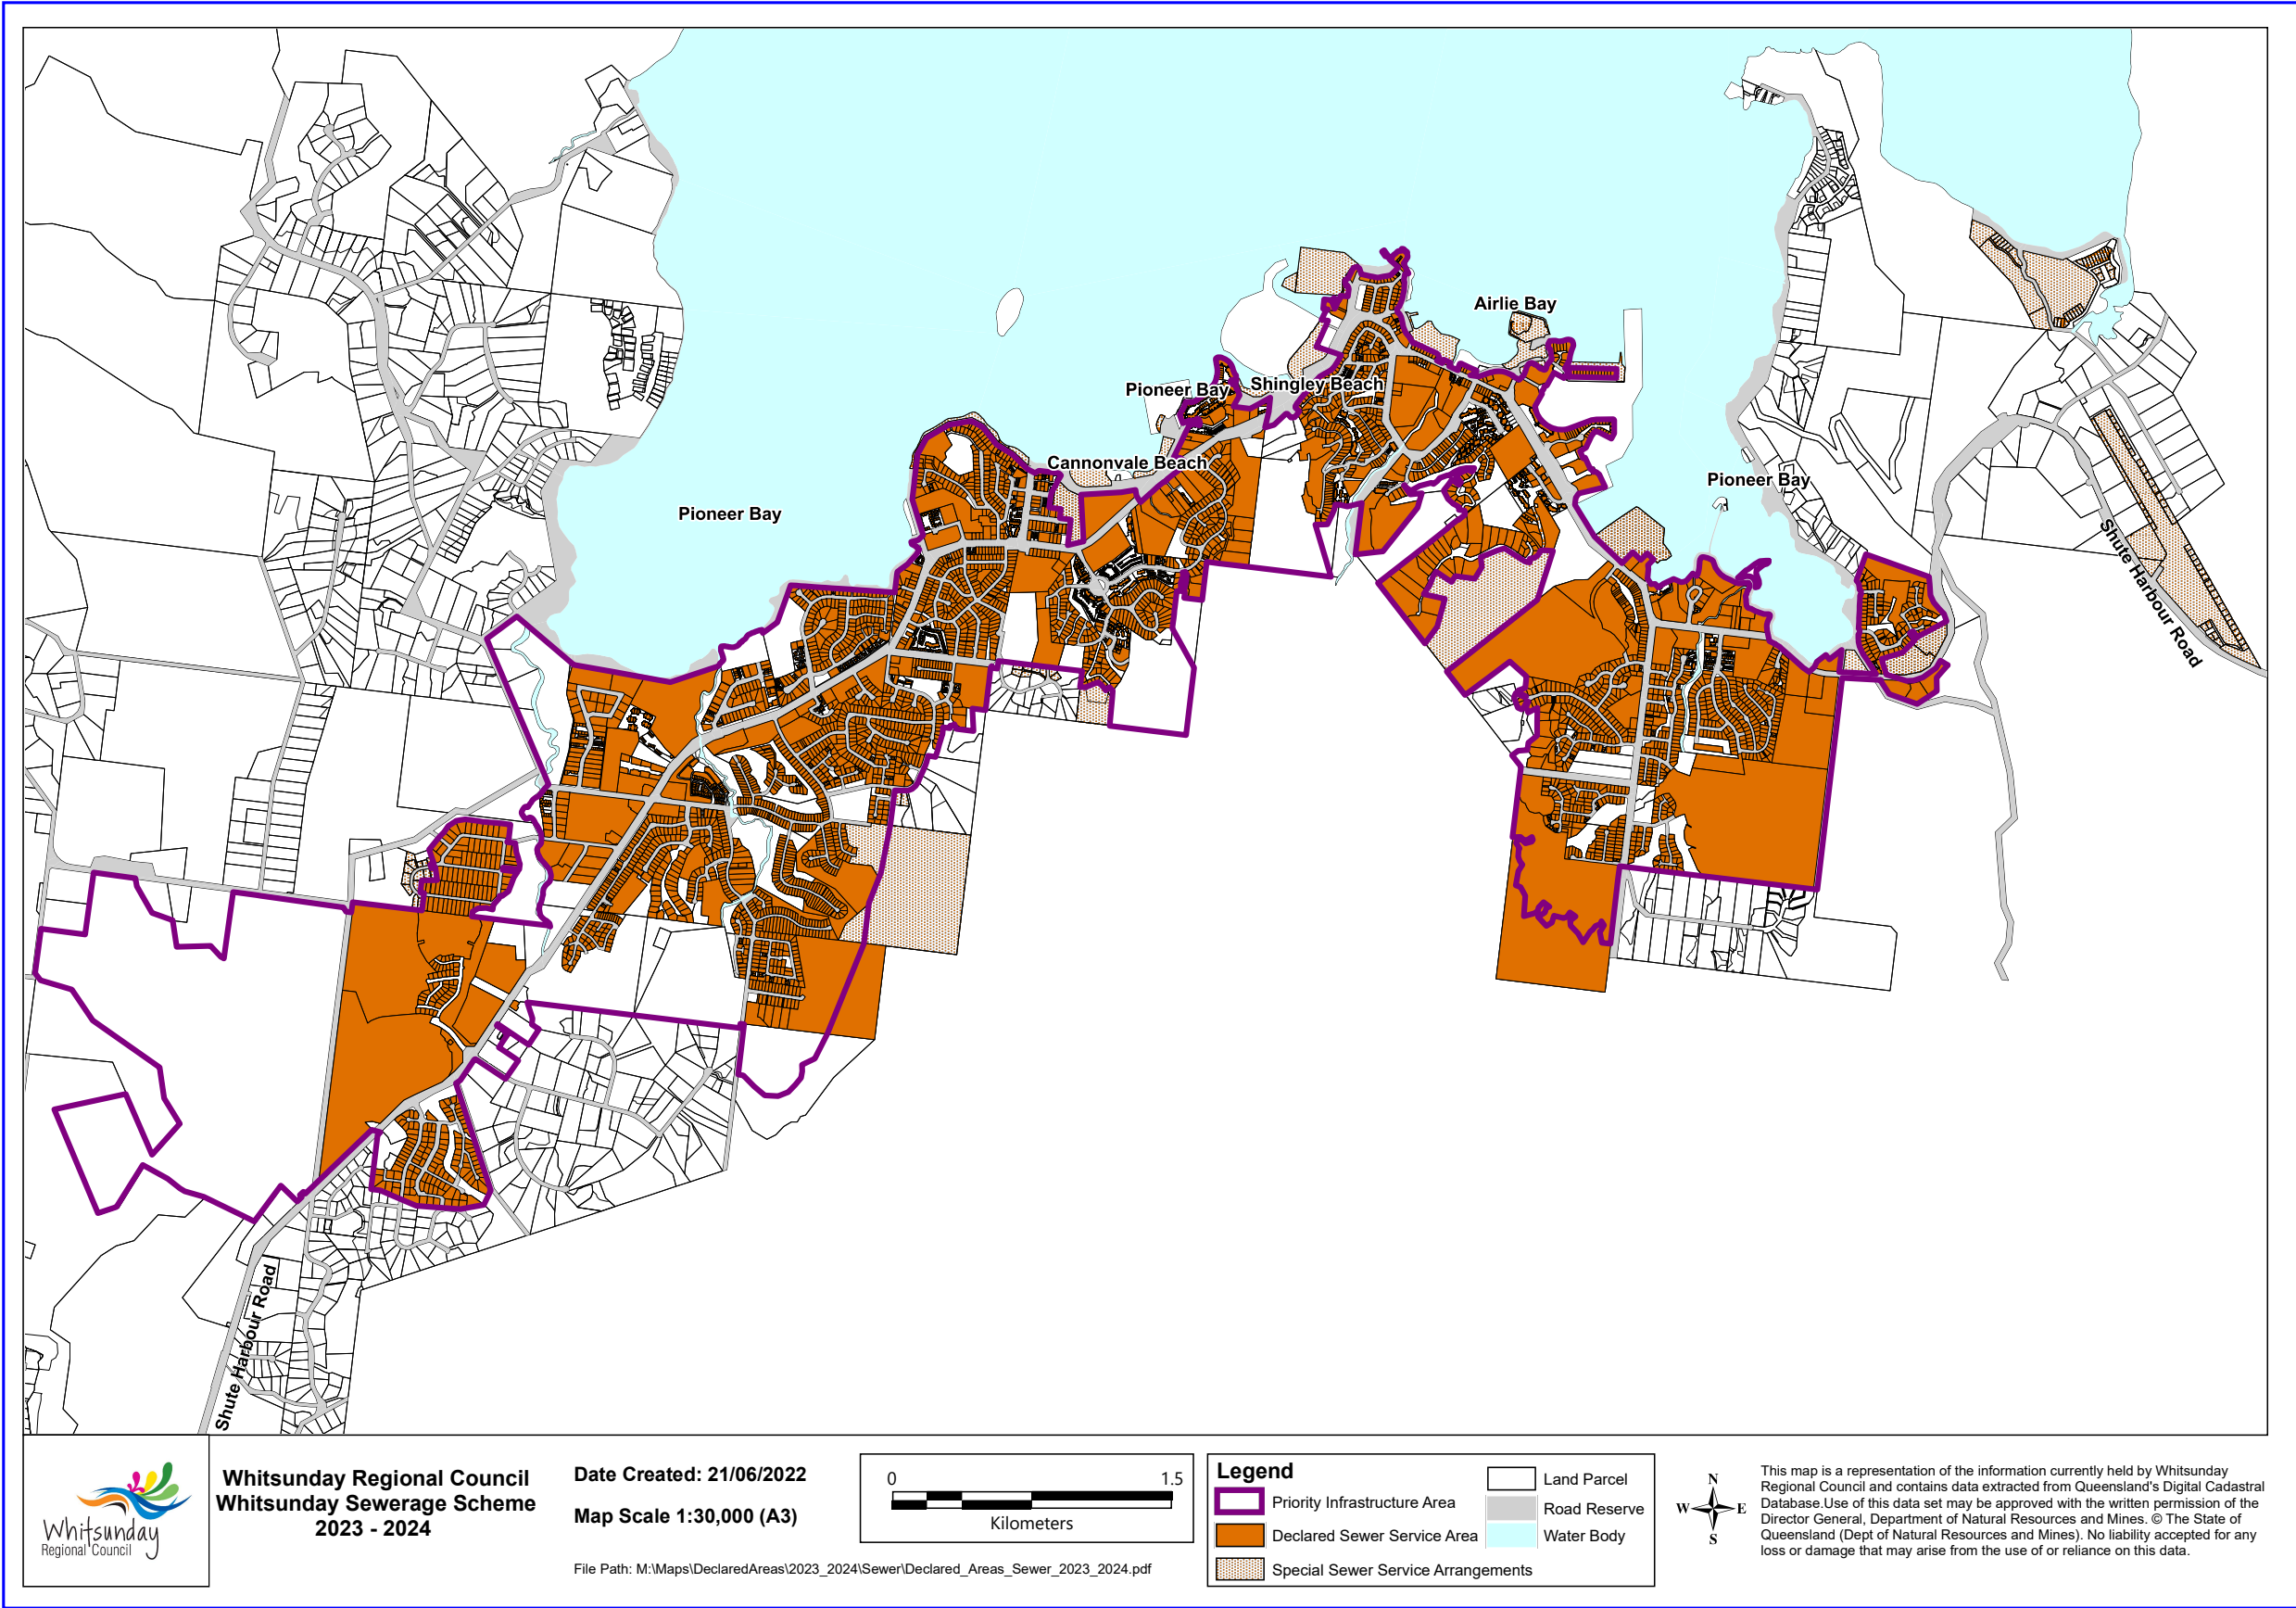 Airlie Bay
Pioneer Bay
Shingley Beach
Cannonvale Beach
Pioneer Bay
Pioneer Bay
Shute Harbour Road
Shute Harbour Road
Whitsunday
Regional Council
Whitsunday Regional Council
Whitsunday Sewerage Scheme
2023 - 2024
Date Created: 21/06/2022
Map Scale 1:30,000 (A3)
File Path: M:\Maps\DeclaredAreas\2023_2024\Sewer\Declared_Areas_Sewer_2023_2024.pdf
0 1.5
Kilometers
Legend
Priority Infrastructure Area
Declared Sewer Service Area
Special Sewer Service Arrangements
Land Parcel
Road Reserve
Water Body
N
W E
S
This map is a representation of the information currently held by Whitsunday
Regional Council and contains data extracted from Queensland's Digital Cadastral
Database.Use of this data set may be approved with the written permission of the
Director General, Department of Natural Resources and Mines. © The State of
Queensland (Dept of Natural Resources and Mines). No liability accepted for any
loss or damage that may arise from the use of or reliance on this data.